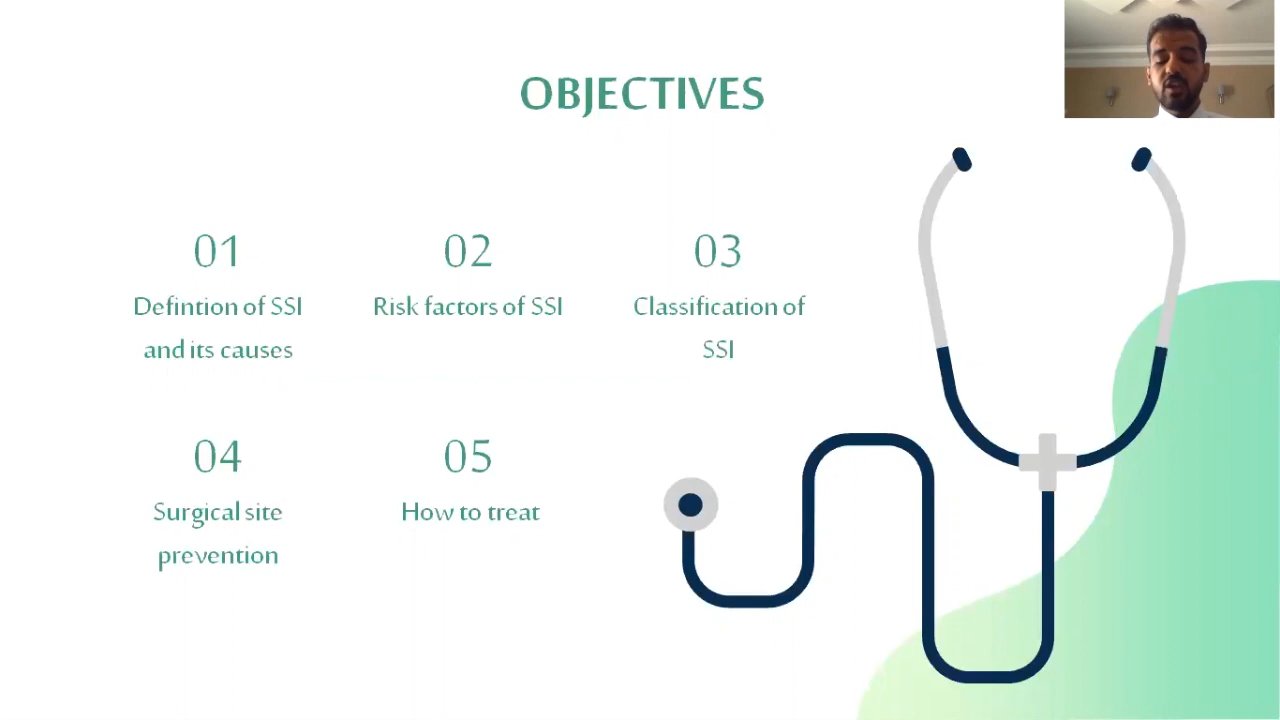 OBJECTIVES
01
Defintion of SSI
and its causes
02
Risk factors of SSI
03
Classification of
SSI
04
Surgical site
prevention
05
How to treat